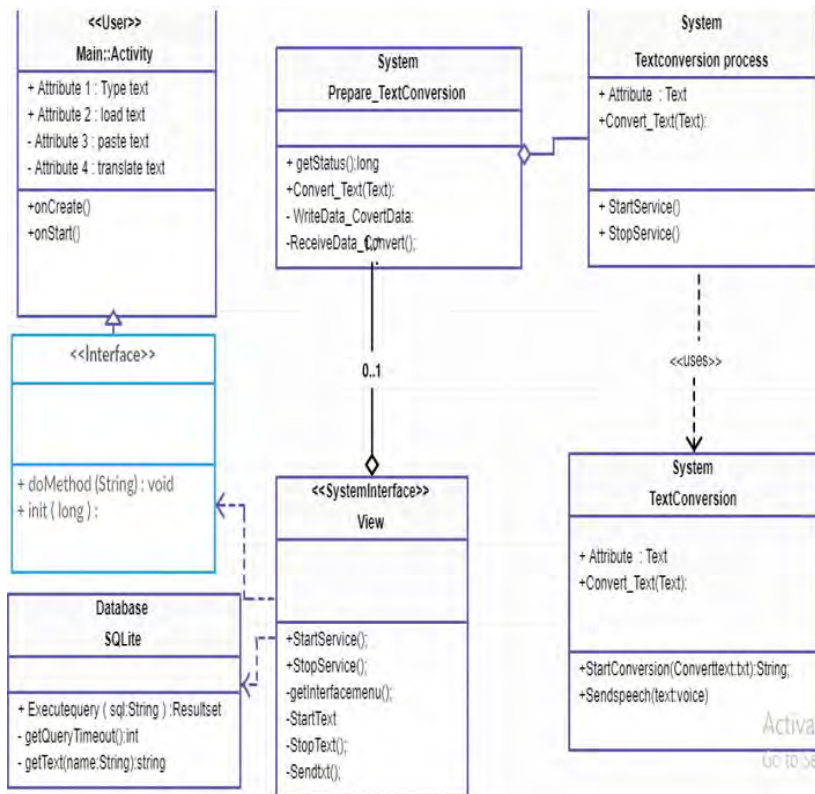 <<User>>
Main::Activity
+ Attribute 1 : Type text
+ Attribute 2 : load text
- Attribute 3 : paste text
- Attribute 4 : translate text
+onCreate()
+onStart()
System
Prepare_TextConversion
+ getStatus():long
+Convert_Text(Text):
- WriteData_CovertData:
-ReceiveData_Convert();
System
Textconversion process
+ Attribute : Text
+Convert_Text(Text):
+ StartService()
+ StopService()
<<Interface>>
+ doMethod (String) : void
+ init ( long ) :
0..1
<<uses>>
<<SystemInterface>>
View
+StartService();
+StopService();
-getInterfacemenu();
-StartText
-StopText();
-Sendtxt();
System
TextConversion
+ Attribute : Text
+Convert_Text(Text):
+StartConversion(Converttext:txt):String;
+Sendspeech(text:voice)
Database
SQLite
+ Executequery ( sql:String ) :Resultset
- getQueryTimeout():int
- getText(name:String):string
Activa
Go to Se